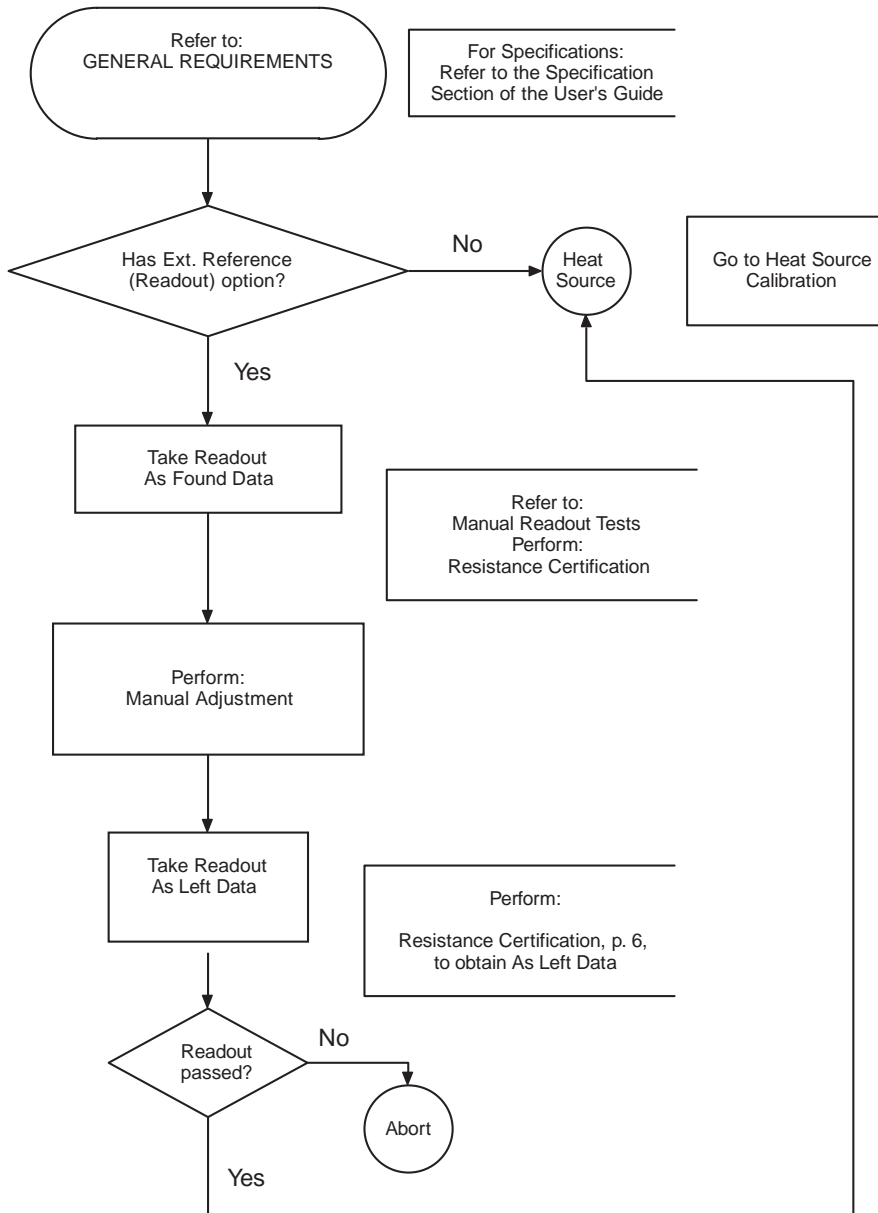 Refer to:
GENERAL REQUIREMENTS
For Specifications:
Refer to the Specification
Section of the User's Guide
Has Ext. Reference
(Readout) option?
No
Heat
Source
Go to Heat Source
Calibration
Yes
Take Readout
As Found Data
Refer to:
Manual Readout Tests
Perform:
Resistance Certification
Perform:
Manual Adjustment
Take Readout
As Left Data
Perform:
Resistance Certification, p. 6,
to obtain As Left Data
Readout
passed?
No
Abort
Yes